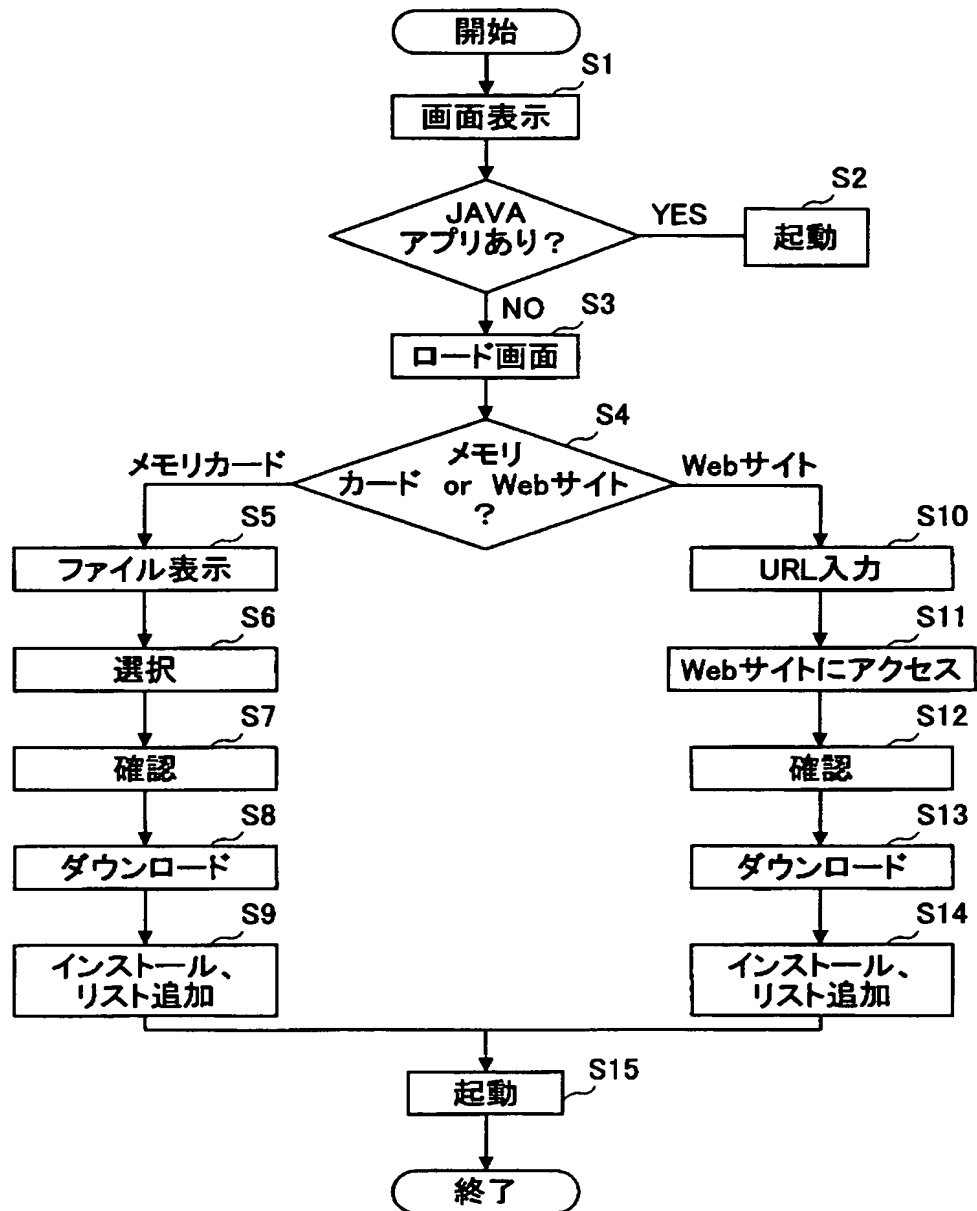 開始
S1
画面表示
JAVA
アプリあり?
YES
S2
起動
NO
S3
ロード画面
S4
メモリ
カード or Webサイト
?
メモリカード
Webサイト
S5
ファイル表示
S6
選択
S7
確認
S8
ダウンロード
S9
インストール、
リスト追加
S10
URL入力
S11
Webサイトにアクセス
S12
確認
S13
ダウンロード
S14
インストール、
リスト追加
S15
起動
終了